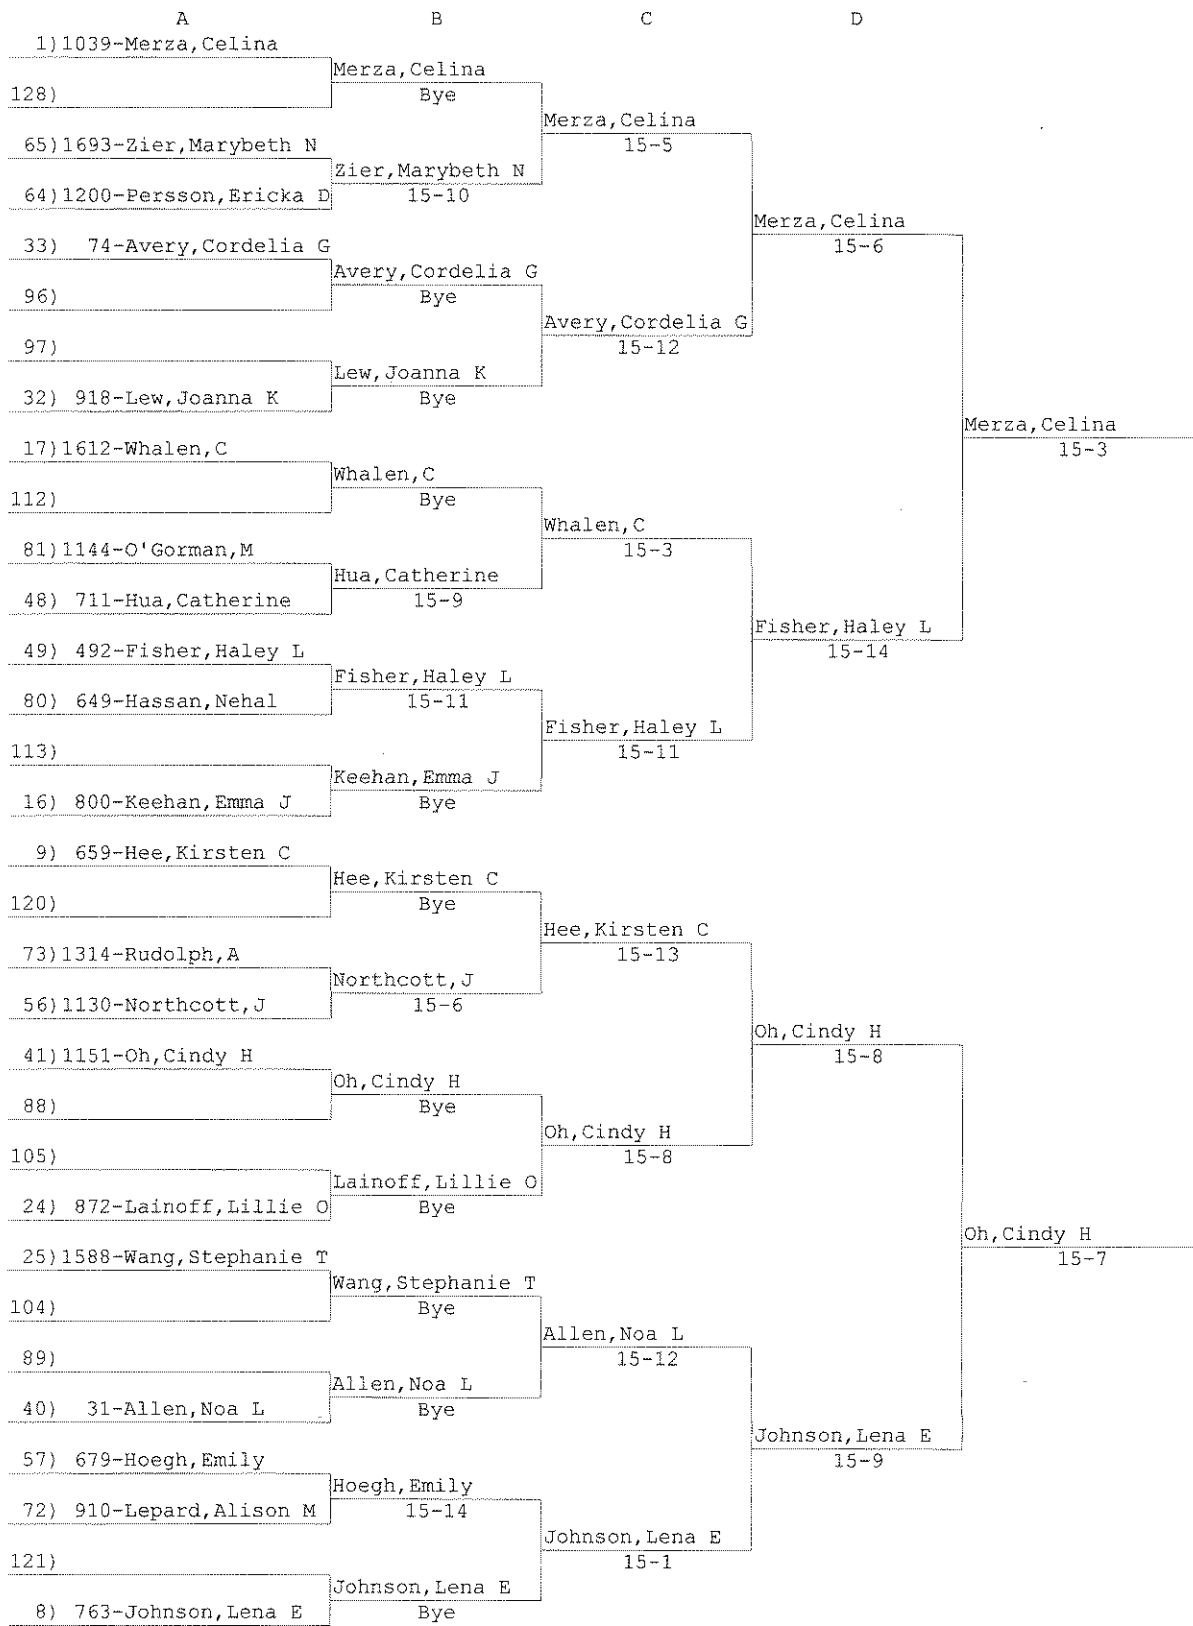 A B C D
1)1039-Merza,Celina
Merza,Celina
128) Bye
Merza,Celina
65)1693-Zier,Marybeth N 15-5
Zier,Marybeth N
64)1200-Persson,Ericka D 15-10
Merza,Celina
33) 74-Avery,Cordelia G 15-6
Avery,Cordelia G
96) Bye
Avery,Cordelia G
97) 15-12
Lew,Joanna K
32) 918-Lew,Joanna K Bye
Merza,Celina
17)1612-Whalen,C 15-3
Whalen,C
112) Bye
Whalen,C
81)1144-O'Gorman,M 15-3
Hua,Catherine
48) 711-Hua,Catherine 15-9
Fisher,Haley L
49) 492-Fisher,Haley L 15-14
Fisher,Haley L
80) 649-Hassan,Nehal 15-11
Fisher,Haley L
113) 15-11
Keehan,Emma J
16) 800-Keehan,Emma J Bye
9) 659-Hee,Kirsten C
Hee,Kirsten C
120) Bye
Hee,Kirsten C
73)1314-Rudolph,A 15-13
Northcott,J
56)1130-Northcott,J 15-6
Oh,Cindy H
41)1151-Oh,Cindy H 15-8
Oh,Cindy H
88) Bye
Oh,Cindy H
105) 15-8
Lainoff,Lillie O
24) 872-Lainoff,Lillie O Bye
Oh,Cindy H
25)1588-Wang,Stephanie T 15-7
Wang,Stephanie T
104) Bye
Allen,Noa L
89) 15-12
Allen,Noa L
40) 31-Allen,Noa L Bye
Johnson,Lena E
57) 679-Hoegh,Emily 15-9
Hoegh,Emily
72) 910-Lepard,Alison M 15-14
Johnson,Lena E
121) 15-1
Johnson,Lena E
8) 763-Johnson,Lena E Bye